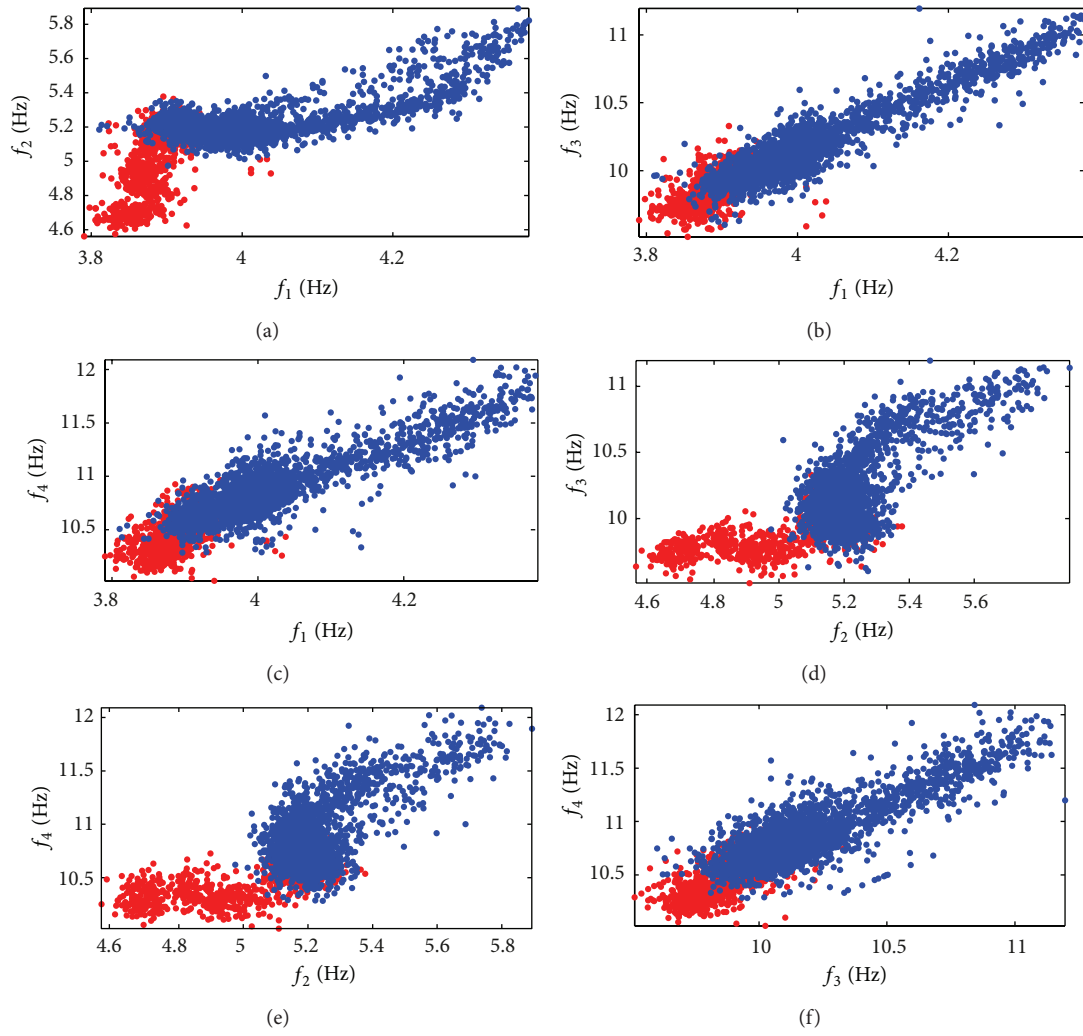 5.8
5.6
5.4
5.2
5
4.8
4.6
f2 (Hz)
3.8 4 4.2
f1 (Hz)
(a)
11
10.5
10
f3 (Hz)
4 4.2
f1 (Hz)
(b)
12
11.5
11
10.5
f4 (Hz)
3.8 4 4.2
f1 (Hz)
(c)
11
10.5
10
f3 (Hz)
4.6 4.8 5 5.2 5.4 5.6
f2 (Hz)
(d)
12
11.5
11
10.5
f4 (Hz)
4.6 4.8 5 5.2 5.4 5.6 5.8
f2 (Hz)
(e)
12
11.5
11
10.5
f4 (Hz)
10 10.5 11
f3 (Hz)
(f)